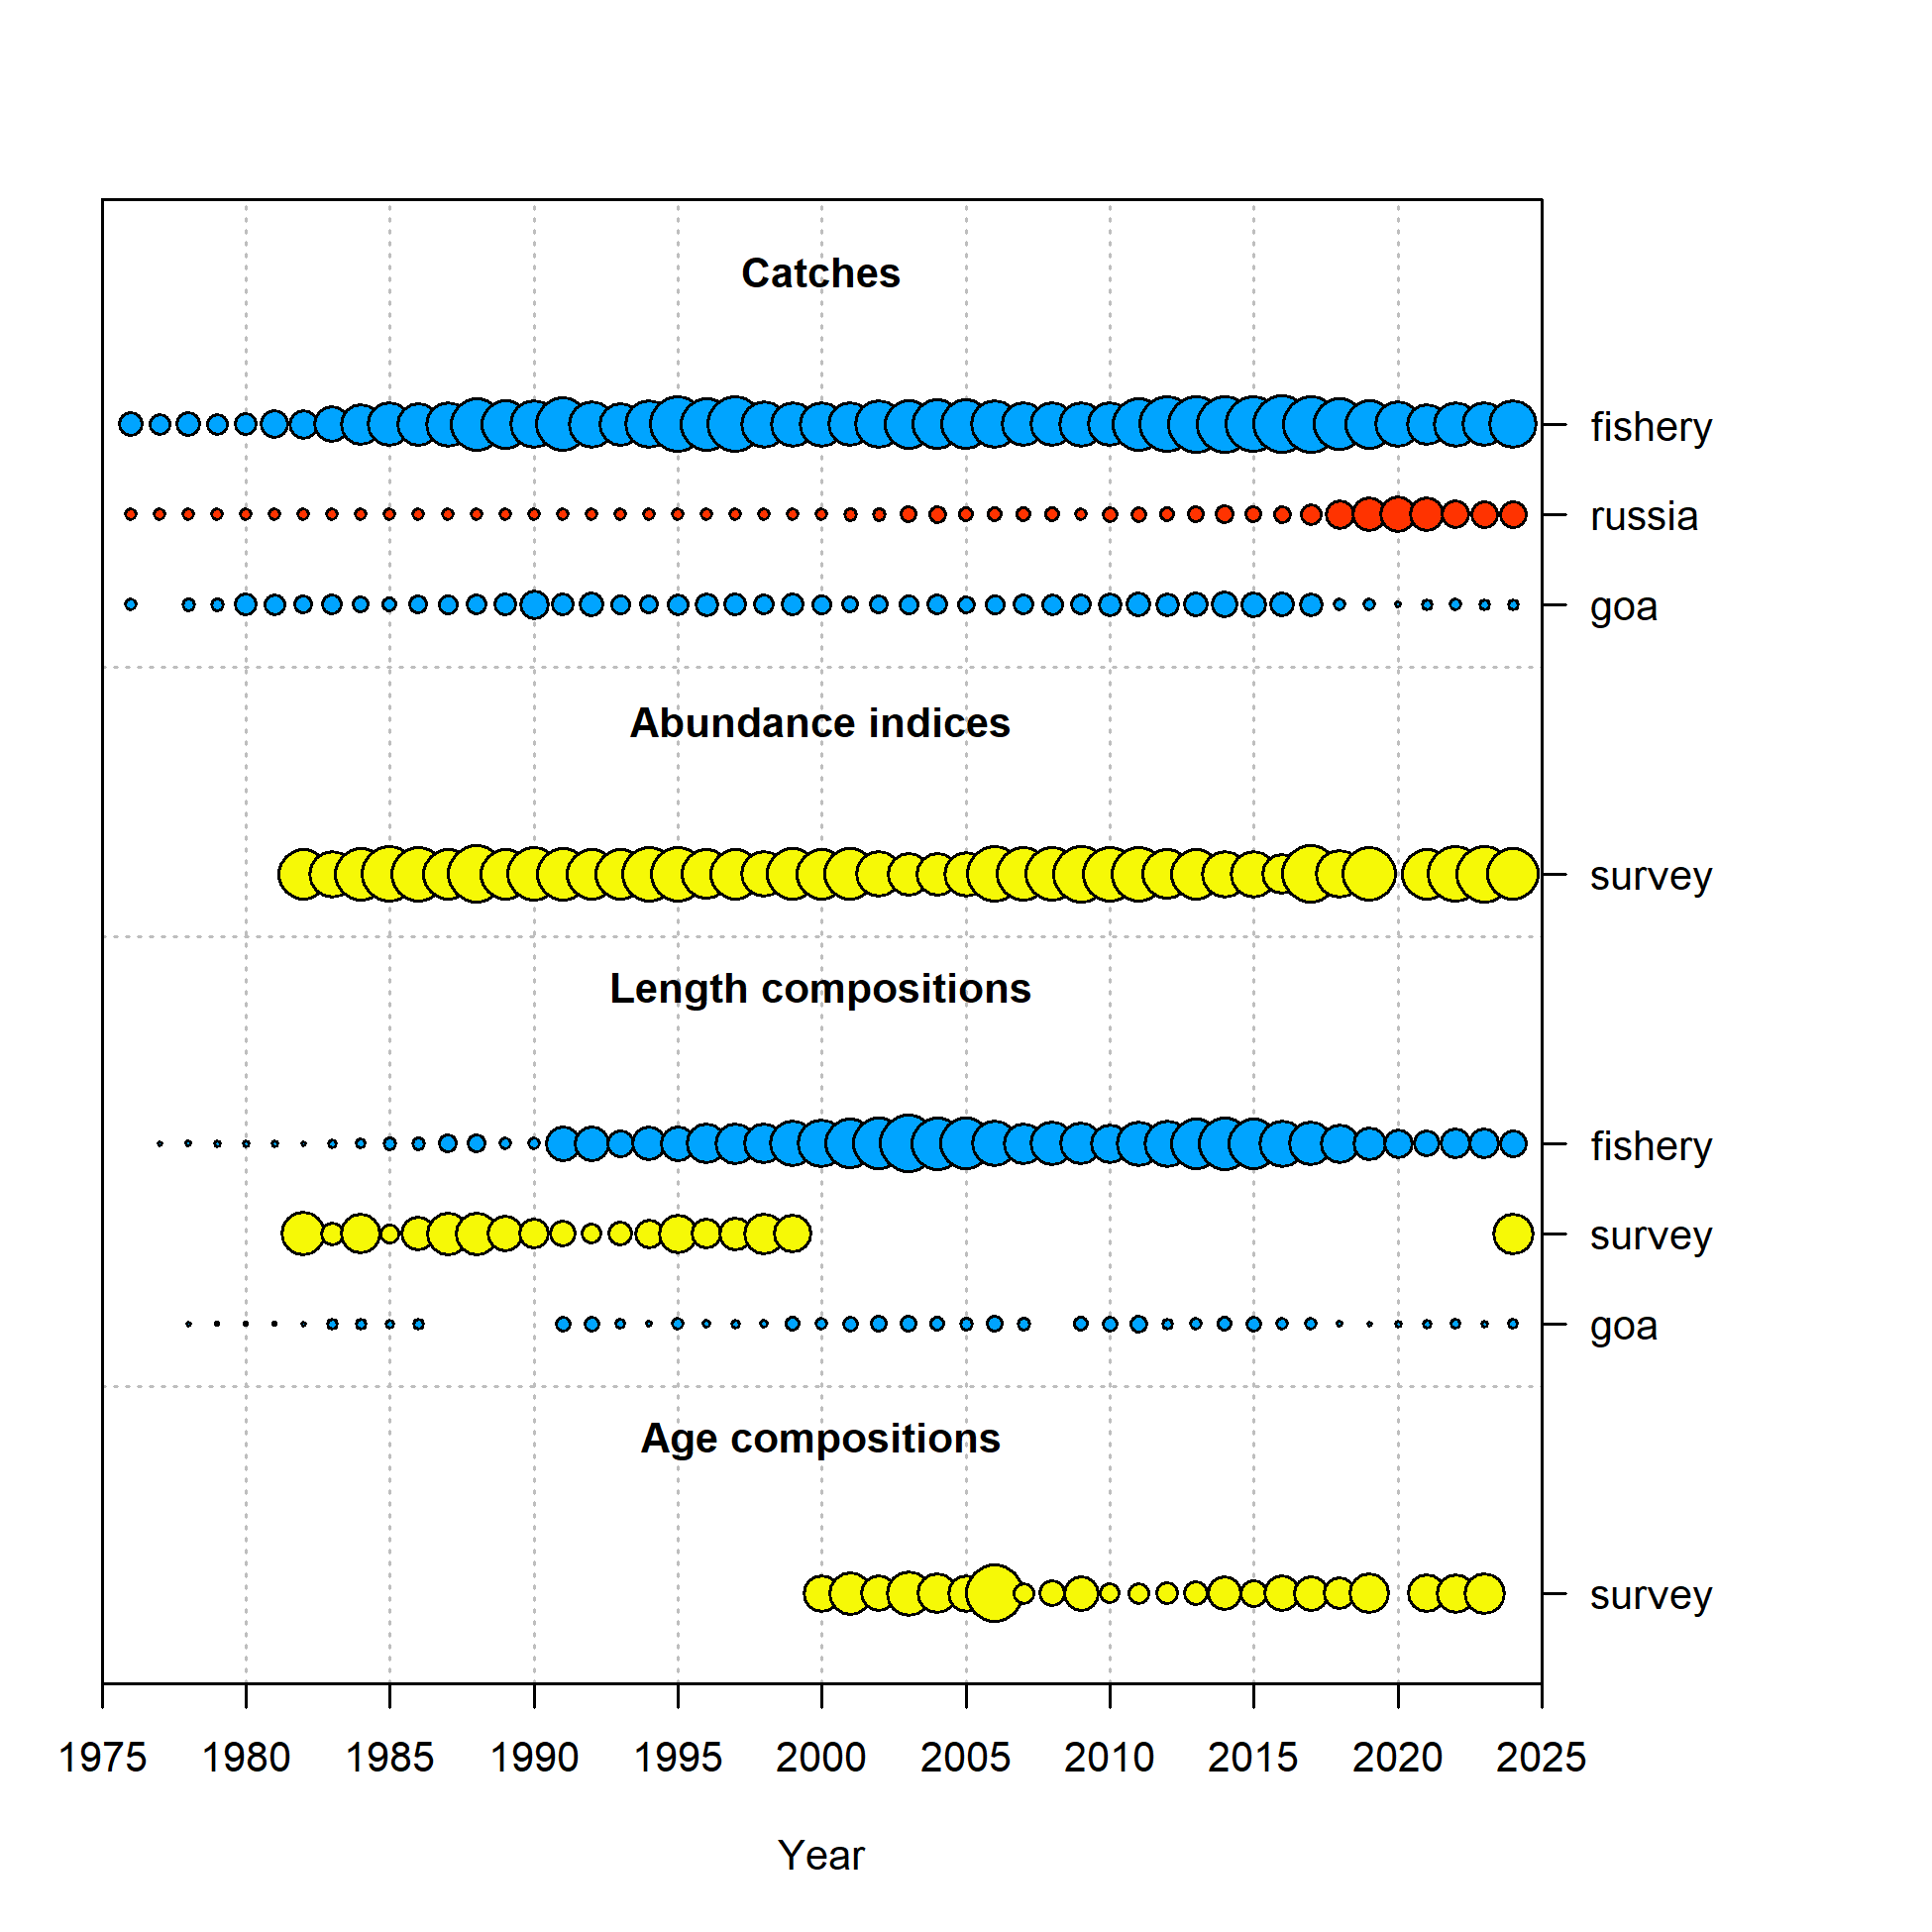 Catches
fishery
russia
goa
Abundance indices
survey
Length compositions
fishery
survey
goa
Age compositions
survey
1975 1980 1985 1990 1995 2000 2005 2010 2015 2020 2025
Year